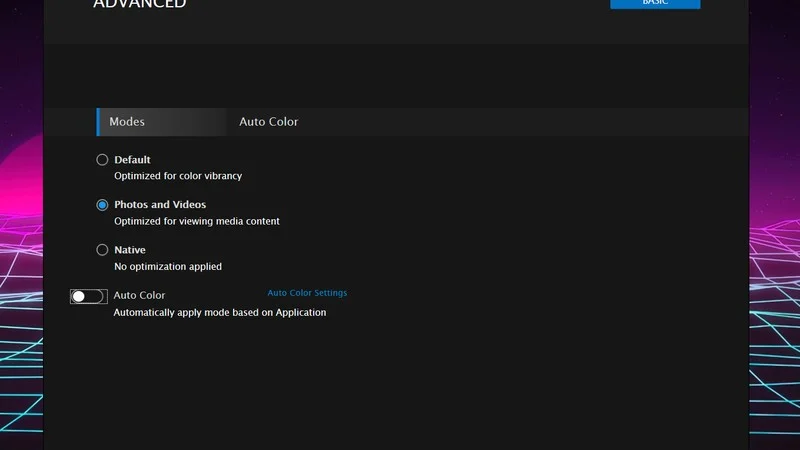 ADVANCED
BASIC
Modes
Auto Color
Default
Optimized for color vibrancy
Photos and Videos
Optimized for viewing media content
Native
No optimization applied
Auto Color
Auto Color Settings
Automatically apply mode based on Application